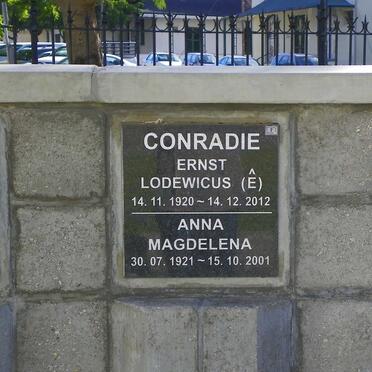 CONRADIE
ERNST
LODEWICUS (Ê)
14. 11. 1920 ~ 14. 12. 2012
ANNA
MAGDELENA
30. 07. 1921 ~ 15. 10. 2001